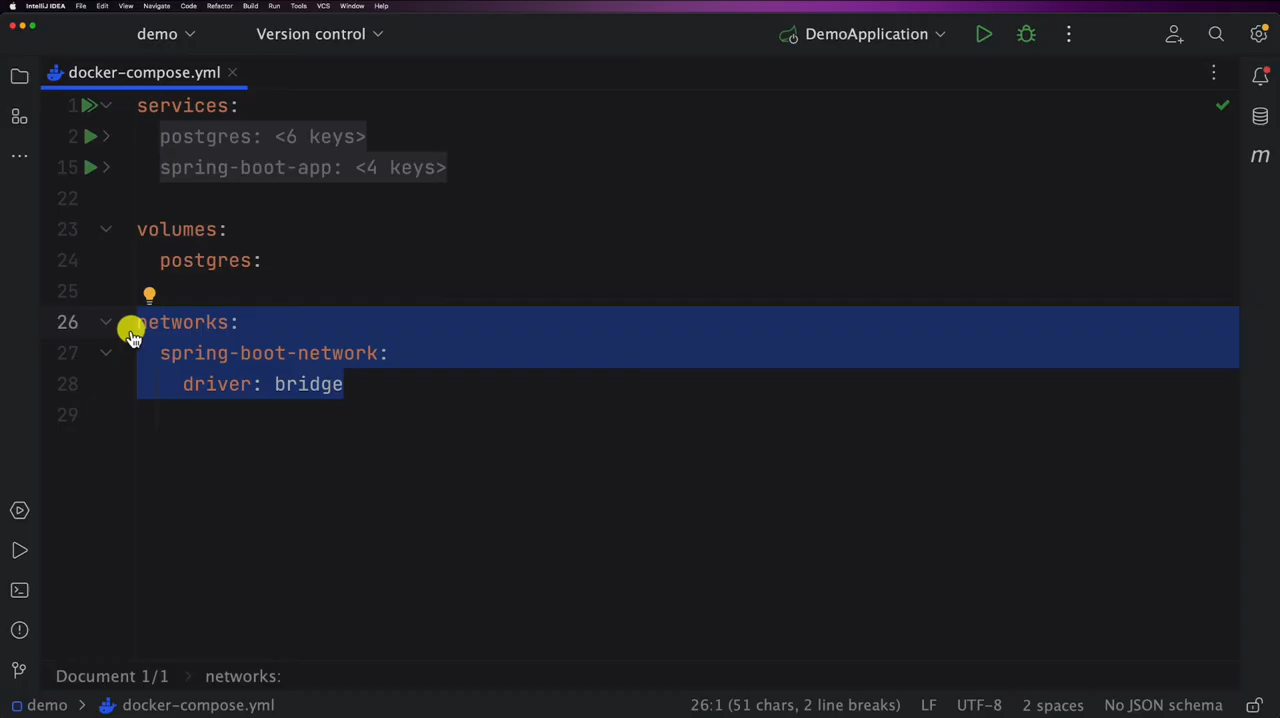 IntelliJ IDEA File Edit View Navigate Code Refactor Build Run Tools VCS Window Help
demo Version control DemoApplication
docker-compose.yml
1 services:
2 postgres: <6 keys>
15 spring-boot-app: <4 keys>
22
23 volumes:
24 postgres:
25
26 networks:
27 spring-boot-network:
28 driver: bridge
29
Document 1/1 networks:
demo docker-compose.yml 26:1 (51 chars, 2 line breaks) LF UTF-8 2 spaces No JSON schema